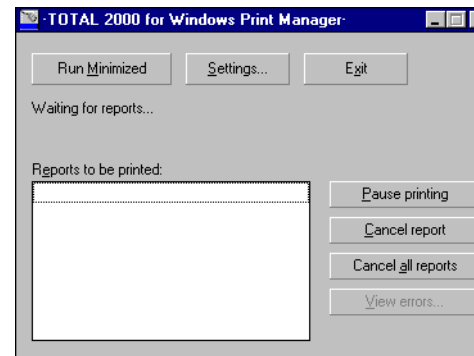 -TOTAL 2000 for Windows Print Manager-
Run Minimized
Settings...
Exit
Waiting for reports...
Reports to be printed:
Pause printing
Cancel report
Cancel all reports
View errors...